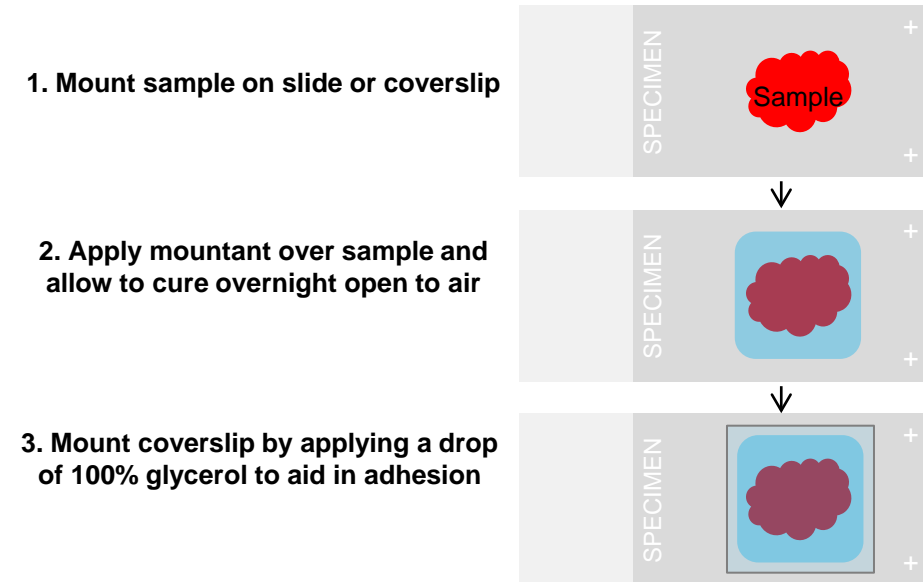 1. Mount sample on slide or coverslip
SPECIMEN
Sample
+
+
2. Apply mountant over sample and
allow to cure overnight open to air
SPECIMEN
+
+
3. Mount coverslip by applying a drop
of 100% glycerol to aid in adhesion
SPECIMEN
+
+